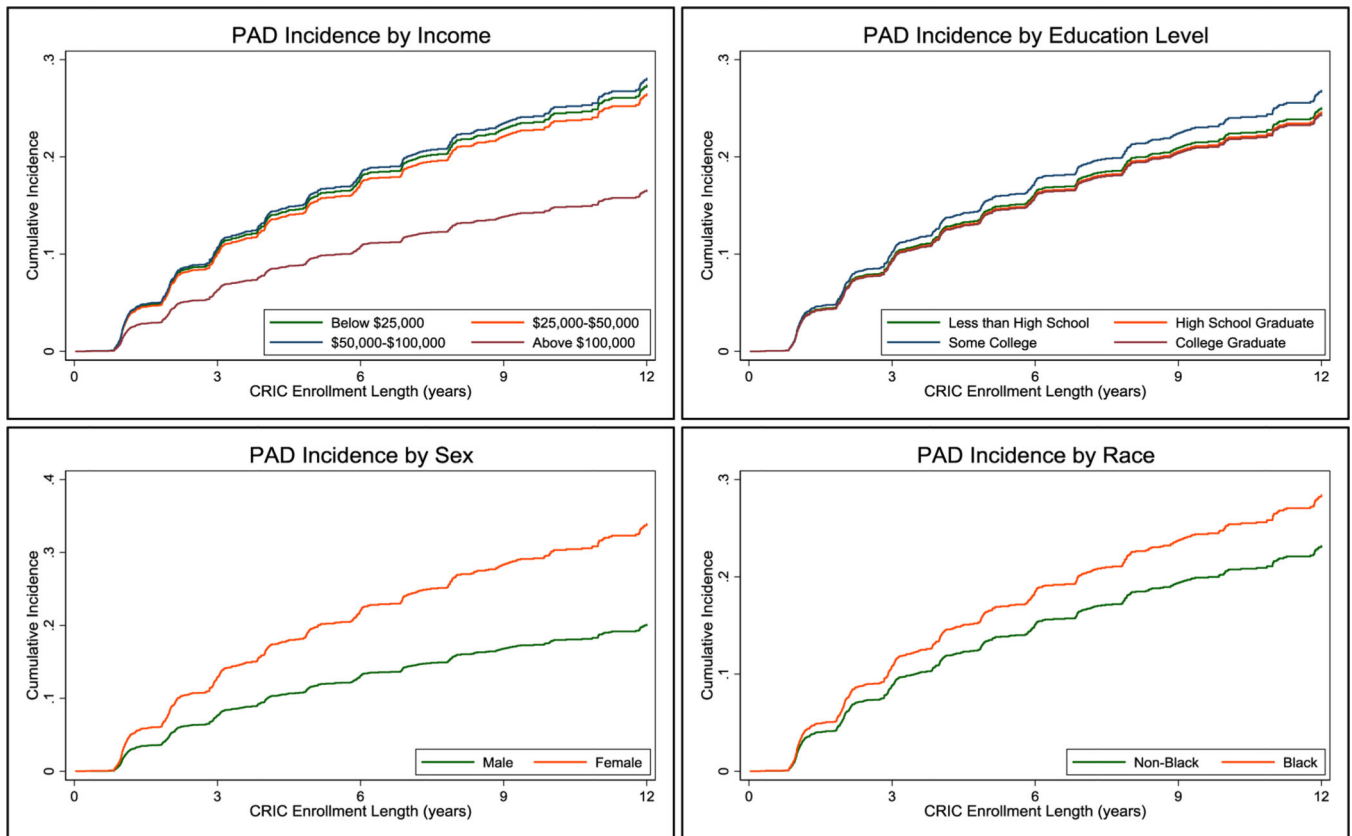 PAD Incidence by Income
Cumulative Incidence
.3
.2
.1
0
Below $25,000 $25,000-$50,000
$50,000-$100,000 Above $100,000
0 3 6 9 12
CRIC Enrollment Length (years)
PAD Incidence by Education Level
Cumulative Incidence
.3
.2
.1
0
Less than High School High School Graduate
Some College College Graduate
0 3 6 9 12
CRIC Enrollment Length (years)
PAD Incidence by Sex
Cumulative Incidence
.4
.3
.2
.1
0
Male Female
0 3 6 9 12
CRIC Enrollment Length (years)
PAD Incidence by Race
Cumulative Incidence
.3
.2
.1
0
Non-Black Black
0 3 6 9 12
CRIC Enrollment Length (years)